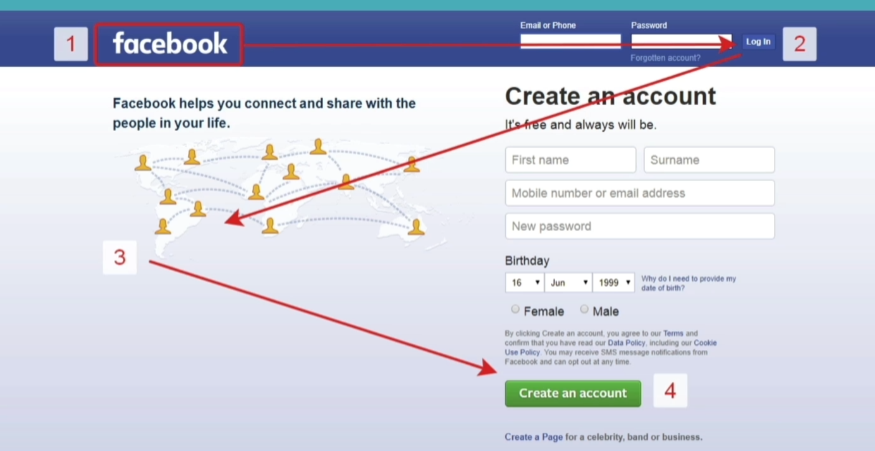 1
facebook
Email or Phone
Password
Log In
2
Forgotten account?
Facebook helps you connect and share with the
people in your life.
Create an account
It's free and always will be.
First name
Surname
Mobile number or email address
New password
3
Birthday
16
Jun
1999
Why do I need to provide my
date of birth?
Female
Male
By clicking Create an account, you agree to our Terms and
confirm that you have read our Data Policy, including our Cookie
Use Policy. You may receive SMS message notifications from
Facebook and can opt out at any time.
Create an account
4
Create a Page for a celebrity, band or business.